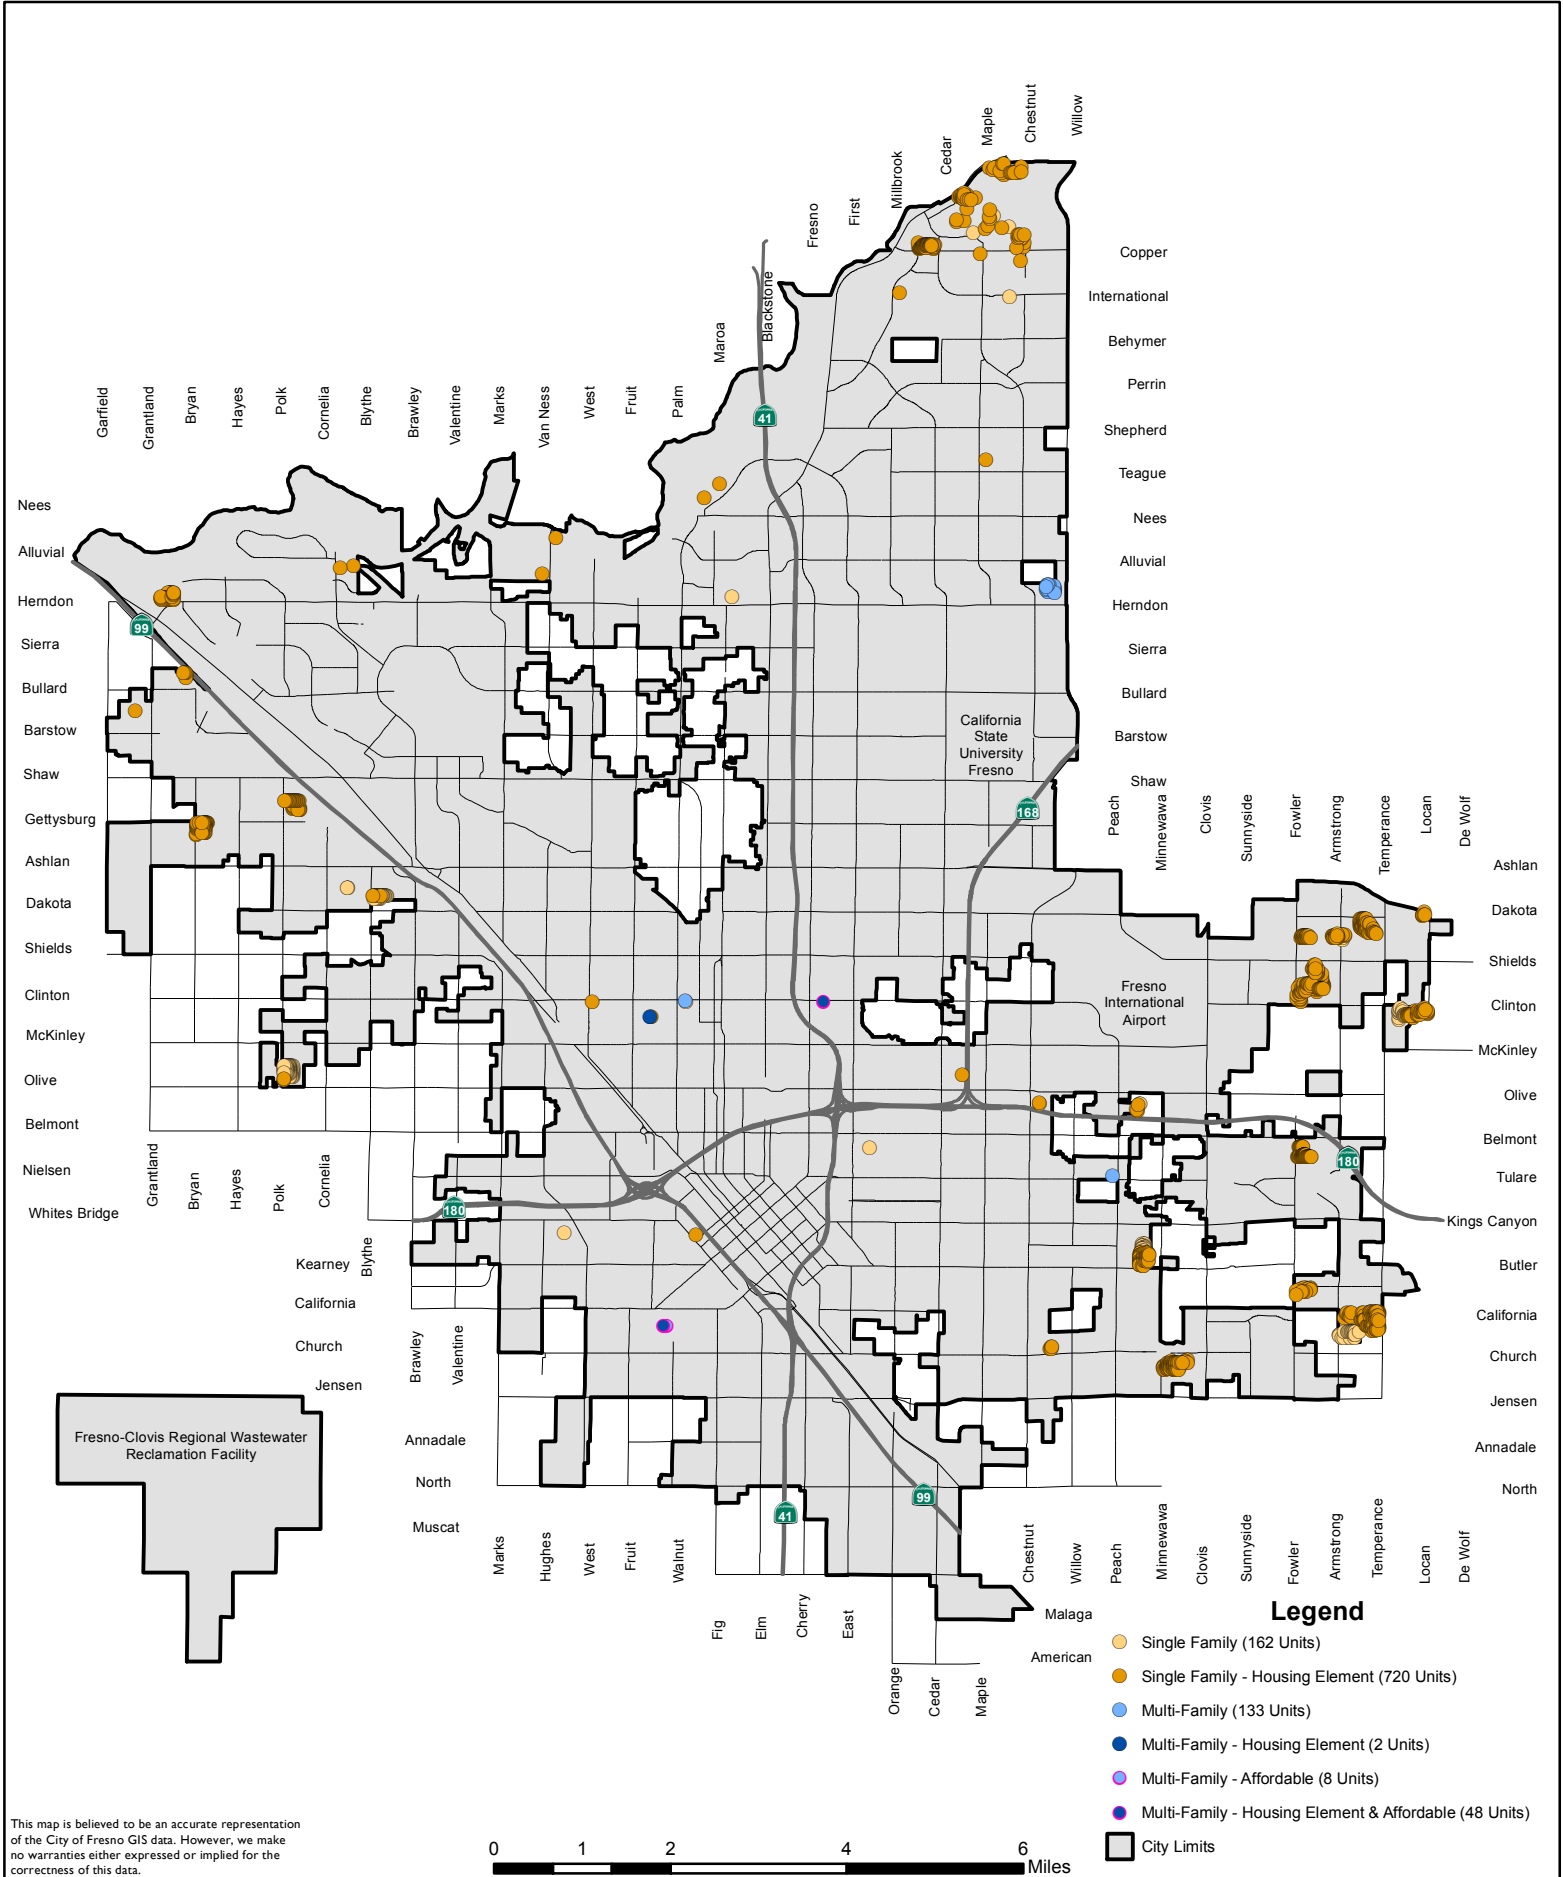 Chestnut
Willow
Maple
Cedar
Millbrook
First
Fresno
Blackstone
Maroa
Copper
International
Behymer
Perrin
Shepherd
Teague
Nees
Alluvial
Herndon
Sierra
Bullard
Barstow
Shaw
Garfield
Grantland
Bryan
Hayes
Polk
Cornelia
Blythe
Brawley
Valentine
Marks
Van Ness
West
Fruit
Palm
41
Nees
Alluvial
Herndon
Sierra
Bullard
Barstow
Shaw
Gettysburg
Ashlan
Dakota
Shields
Clinton
McKinley
Olive
Belmont
Nielsen
Whites Bridge
99
California
State
University
Fresno
168
Peach
Minnewawa
Clovis
Sunnyside
Fowler
Armstrong
Temperance
Locan
De Wolf
Ashlan
Dakota
Shields
Clinton
McKinley
Olive
Belmont
Tulare
Kings Canyon
Butler
California
Church
Jensen
Annadale
North
Fresno
International
Airport
180
180
Grantland
Bryan
Hayes
Polk
Cornelia
Blythe
Kearney
California
Church
Jensen
Brawley
Valentine
Annadale
North
Muscat
Fresno-Clovis Regional Wastewater
Reclamation Facility
41
99
Marks
Hughes
West
Fruit
Walnut
Fig
Elm
Cherry
East
Orange
Cedar
Maple
Chestnut
Willow
Peach
Minnewawa
Clovis
Sunnyside
Fowler
Armstrong
Temperance
Locan
De Wolf
Malaga
American
Legend
Single Family (162 Units)
Single Family - Housing Element (720 Units)
Multi-Family (133 Units)
Multi-Family - Housing Element (2 Units)
Multi-Family - Affordable (8 Units)
Multi-Family - Housing Element & Affordable (48 Units)
City Limits
This map is believed to be an accurate representation
of the City of Fresno GIS data. However, we make
no warranties either expressed or implied for the
correctness of this data.
0 1 2 4 6
Miles